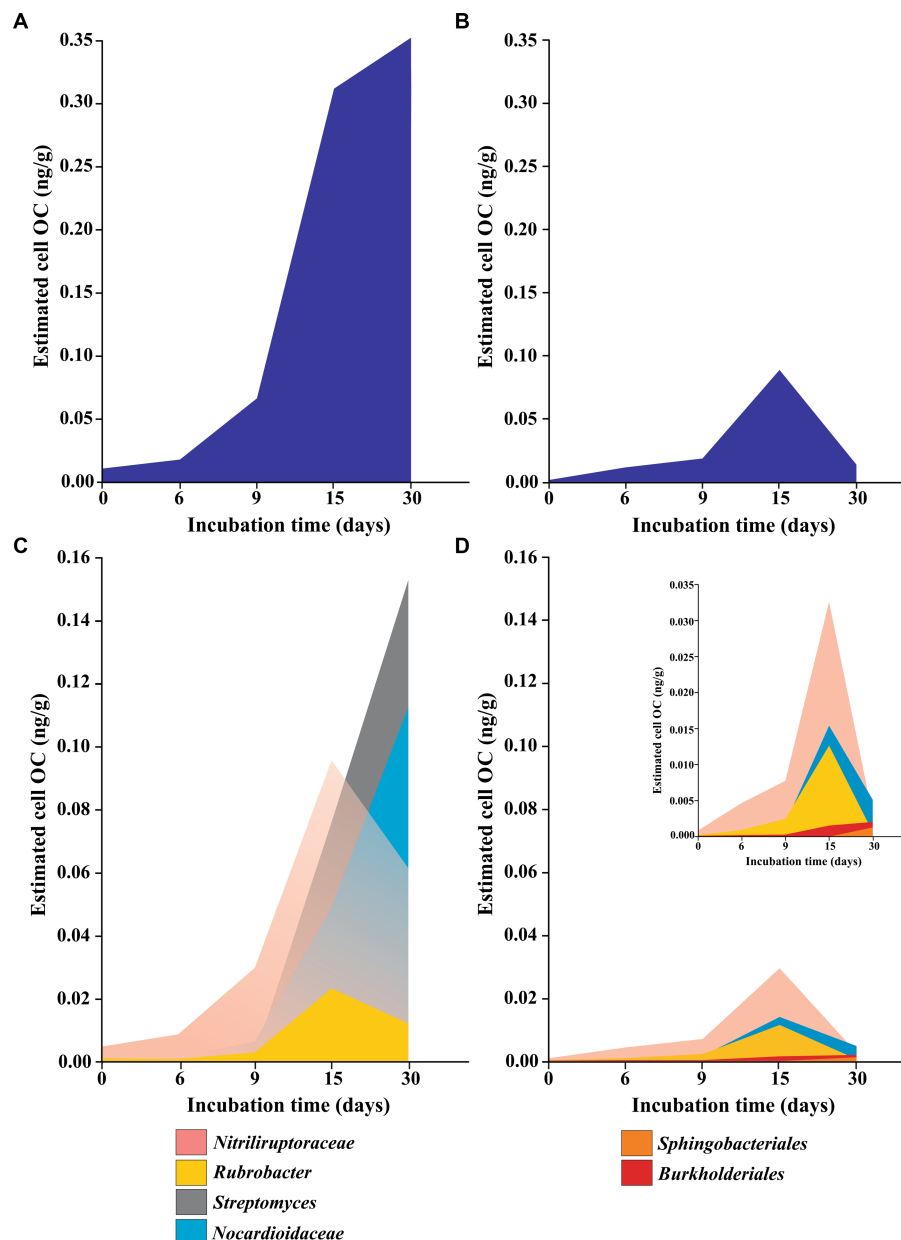 A
0.35
0.30
0.25
0.20
0.15
0.10
0.05
0.00
Estimated cell OC (ng/g)
0 6 9 15 30
Incubation time (days)
B
0.35
0.30
0.25
0.20
0.15
0.10
0.05
0.00
Estimated cell OC (ng/g)
0 6 9 15 30
Incubation time (days)
C
0.16
0.14
0.12
0.10
0.08
0.06
0.04
0.02
0.00
Estimated cell OC (ng/g)
0 6 9 15 30
Incubation time (days)
D
0.16
0.14
0.12
0.10
0.08
0.06
0.04
0.02
0.00
Estimated cell OC (ng/g)
0 6 9 15 30
Incubation time (days)
0.035
0.030
0.025
0.020
0.015
0.010
0.005
0.000
Estimated cell OC (ng/g)
0 6 9 15 30
Incubation time (days)
Nitriliruptoraceae
Rubrobacter
Streptomyces
Nocardioidaceae
Sphingobacteriales
Burkholderiales